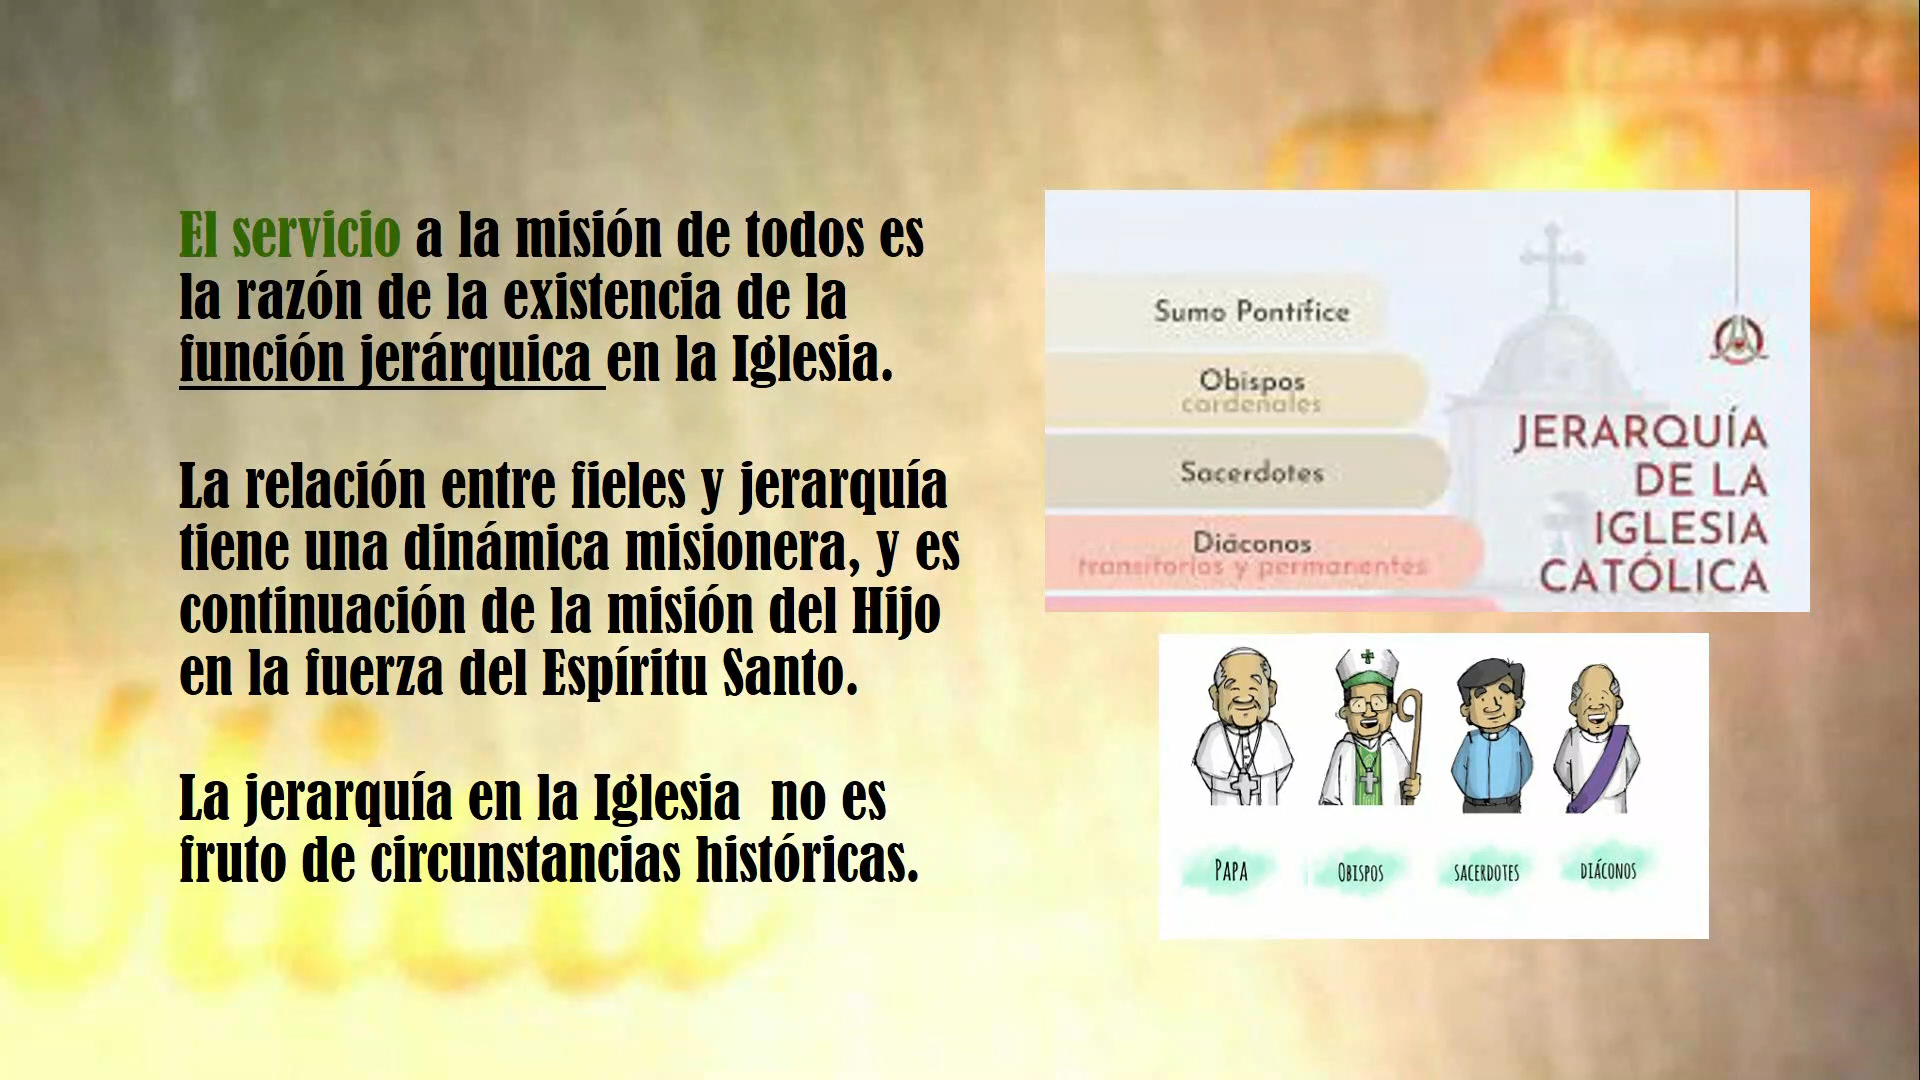 El servicio a la misión de todos es
la razón de la existencia de la
función jerárquica en la Iglesia.
La relación entre fieles y jerarquía
tiene una dinámica misionera, y es
continuación de la misión del Hijo
en la fuerza del Espíritu Santo.
La jerarquía en la Iglesia no es
fruto de circunstancias históricas.
Sumo Pontífice
Obispos
cardenales
Sacerdotes
Diáconos
transitorios y permanentes
JERARQUÍA
DE LA
IGLESIA
CATÓLICA
PAPA
OBISPOS
SACERDOTES
DIÁCONOS